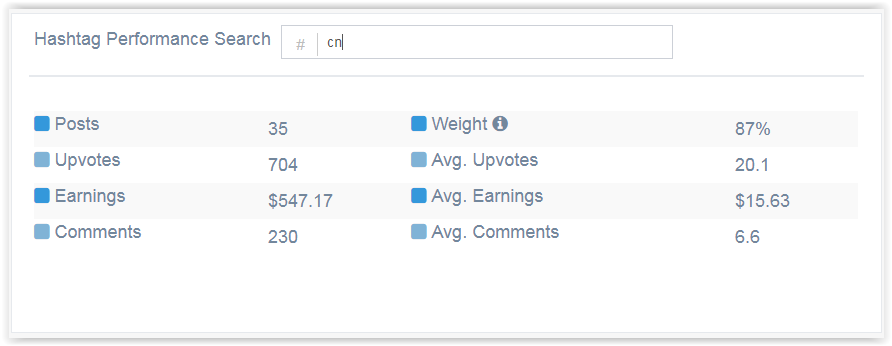 Hashtag Performance Search # cn
Posts 35 Weight 87%
Upvotes 704 Avg. Upvotes 20.1
Earnings $547.17 Avg. Earnings $15.63
Comments 230 Avg. Comments 6.6